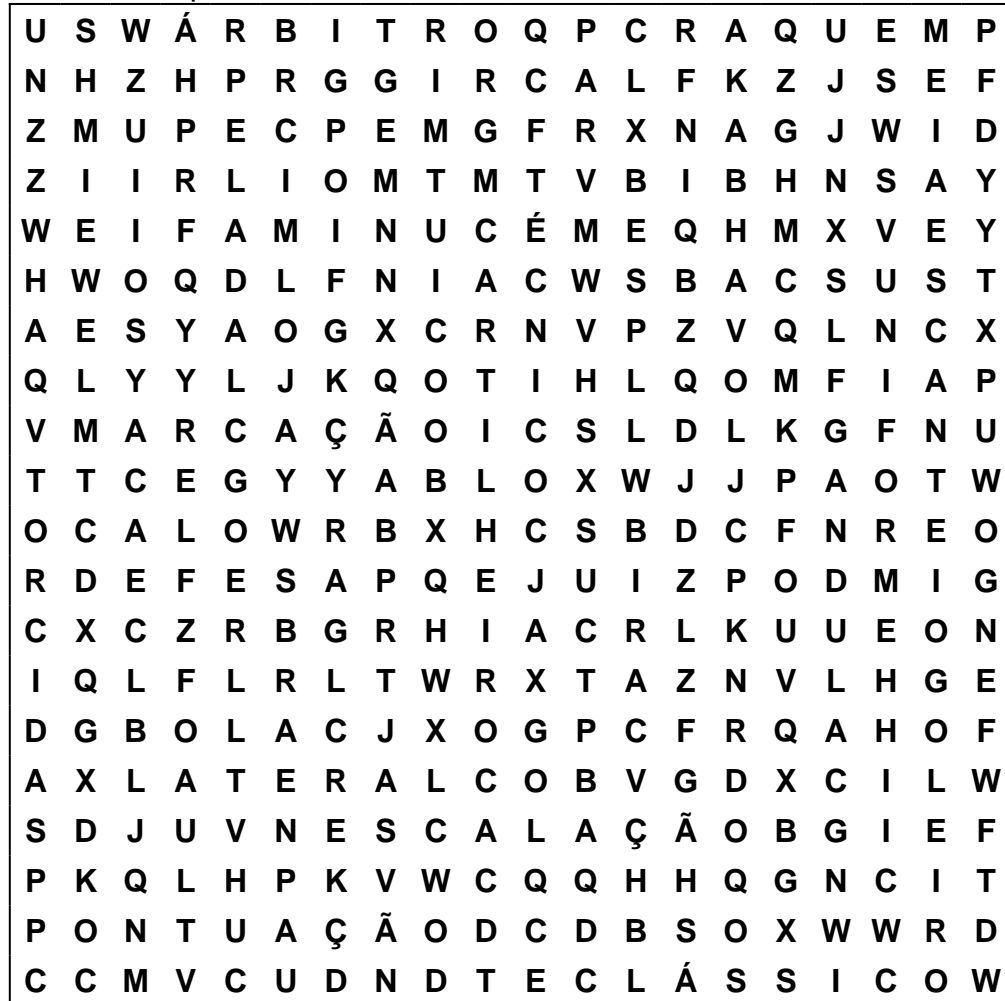 U S W Á R B I T R O Q P C R A Q U E M P
N H Z H P R G G I R C A L F K Z J S E F
Z M U P E C P E M G F R X N A G J W I D
Z I I R L I O M T M T V B I B H N S A Y
W E I F A M I N U C É M E Q H M X V E Y
H W O Q D L F N I A C W S B A C S U S T
A E S Y A O G X C R N V P Z V Q L N C X
Q L Y Y L J K Q O T I H L Q O M F I A P
V M A R C A Ç Ã O I C S L D L K G F N U
T T C E G Y Y A B L O X W J J P A O T W
O C A L O W R B X H C S B D C F N R E O
R D E F E S A P Q E J U I Z P O D M I G
C X C Z R B G R H I A C R L K U U E O N
I Q L F L R L T W R X T A Z N V L H G E
D G B O L A C J X O G P C F R Q A H O F
A X L A T E R A L C O B V G D X C I L W
S D J U V N E S C A L A Ç Ã O B G I E F
P K Q L H P K V W C Q Q H H Q G N C I T
P O N T U A Ç Ã O D C D B S O X W W R D
C C M V C U D N D T E C L Á S S I C O W